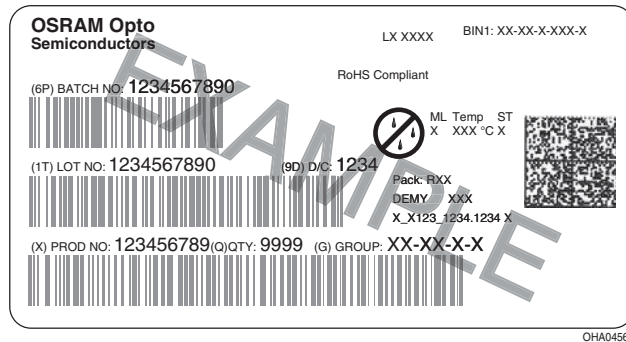 OSRAM Opto
Semiconductors
LX XXXX
BIN1: XX-XX-X-XXX-X
RoHS Compliant
(6P) BATCH NO: 1234567890
ML Temp ST
X XXX °C X
(1T) LOT NO: 1234567890 (9D) D/C: 1234
Pack: RXX
DEMY XXX
X_X123_1234.1234 X
(X) PROD NO: 123456789(Q)QTY: 9999 (G) GROUP: XX-XX-X-X
EXAMPLE
OHA0456